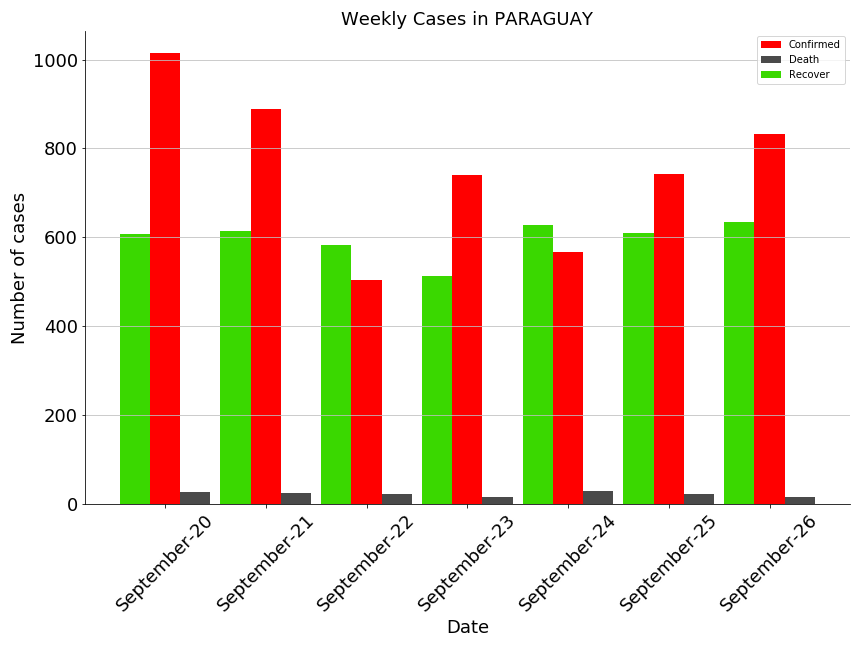 Weekly Cases in PARAGUAY
Confirmed
Death
Recover
Number of cases
1000
800
600
400
200
0
September-20
September-21
September-22
September-23
September-24
September-25
September-26
Date